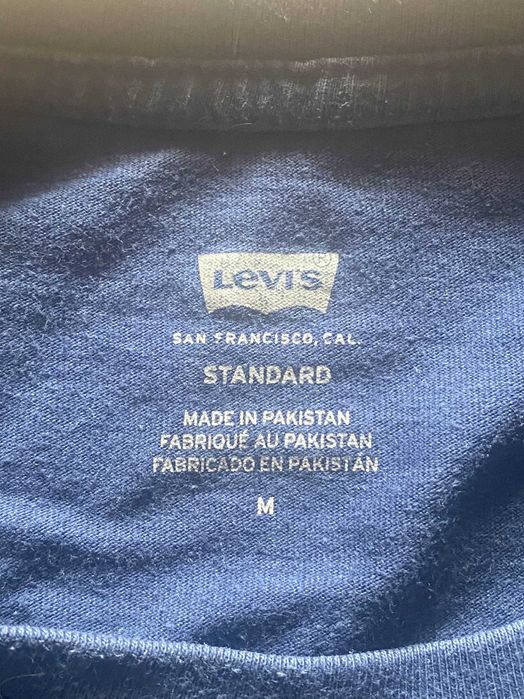 Levi's®
SAN FRANCISCO, CAL.
STANDARD
MADE IN PAKISTAN
FABRIQUÉ AU PAKISTAN
FABRICADO EN PAKISTÁN
M